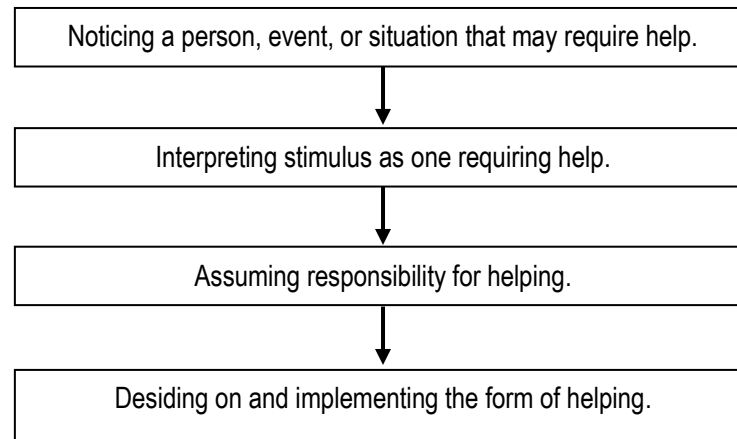 Noticing a person, event, or situation that may require help.
Interpreting stimulus as one requiring help.
Assuming responsibility for helping.
Desiding on and implementing the form of helping.